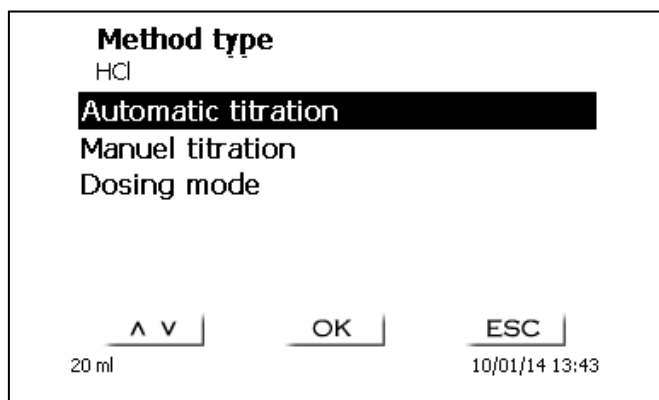 Method type
HCl
Automatic titration
Manuel titration
Dosing mode
∧ ∨ OK ESC
20 ml 10/01/14 13:43